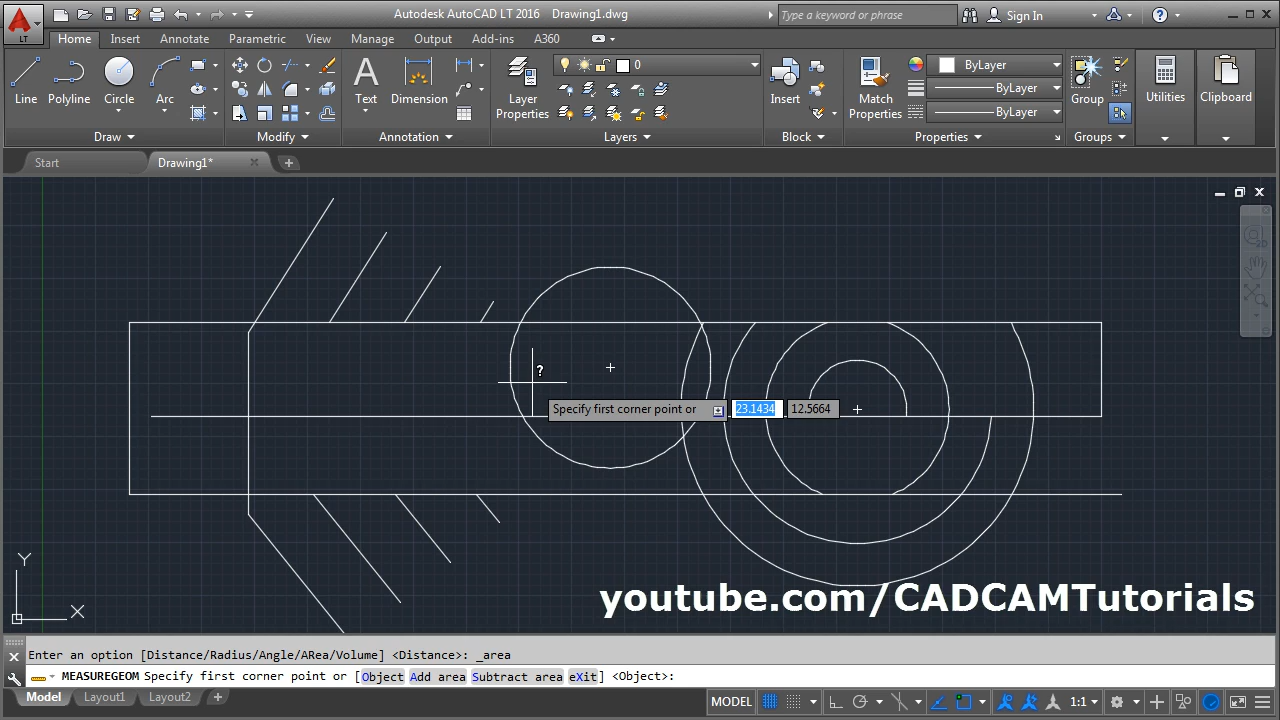 Autodesk AutoCAD LT 2016 Drawing1.dwg
Type a keyword or phrase
Sign In
LT
Home Insert Annotate Parametric View Manage Output Add-ins A360
Line Polyline Circle Arc
Text Dimension
Layer Properties
0
Insert
Match Properties
ByLayer
ByLayer
ByLayer
Group
Utilities
Clipboard
Draw Modify Annotation Layers Block Properties Groups
Start Drawing1*
2D
?
Specify first corner point or 23.1434 12.5664
Y
X
youtube.com/CADCAMTutorials
Enter an option [Distance/Radius/Angle/ARea/Volume] <Distance>: _area
MEASUREGEOM Specify first corner point or [Object Add area Subtract area eXit] <Object>:
Model Layout1 Layout2
MODEL 1:1